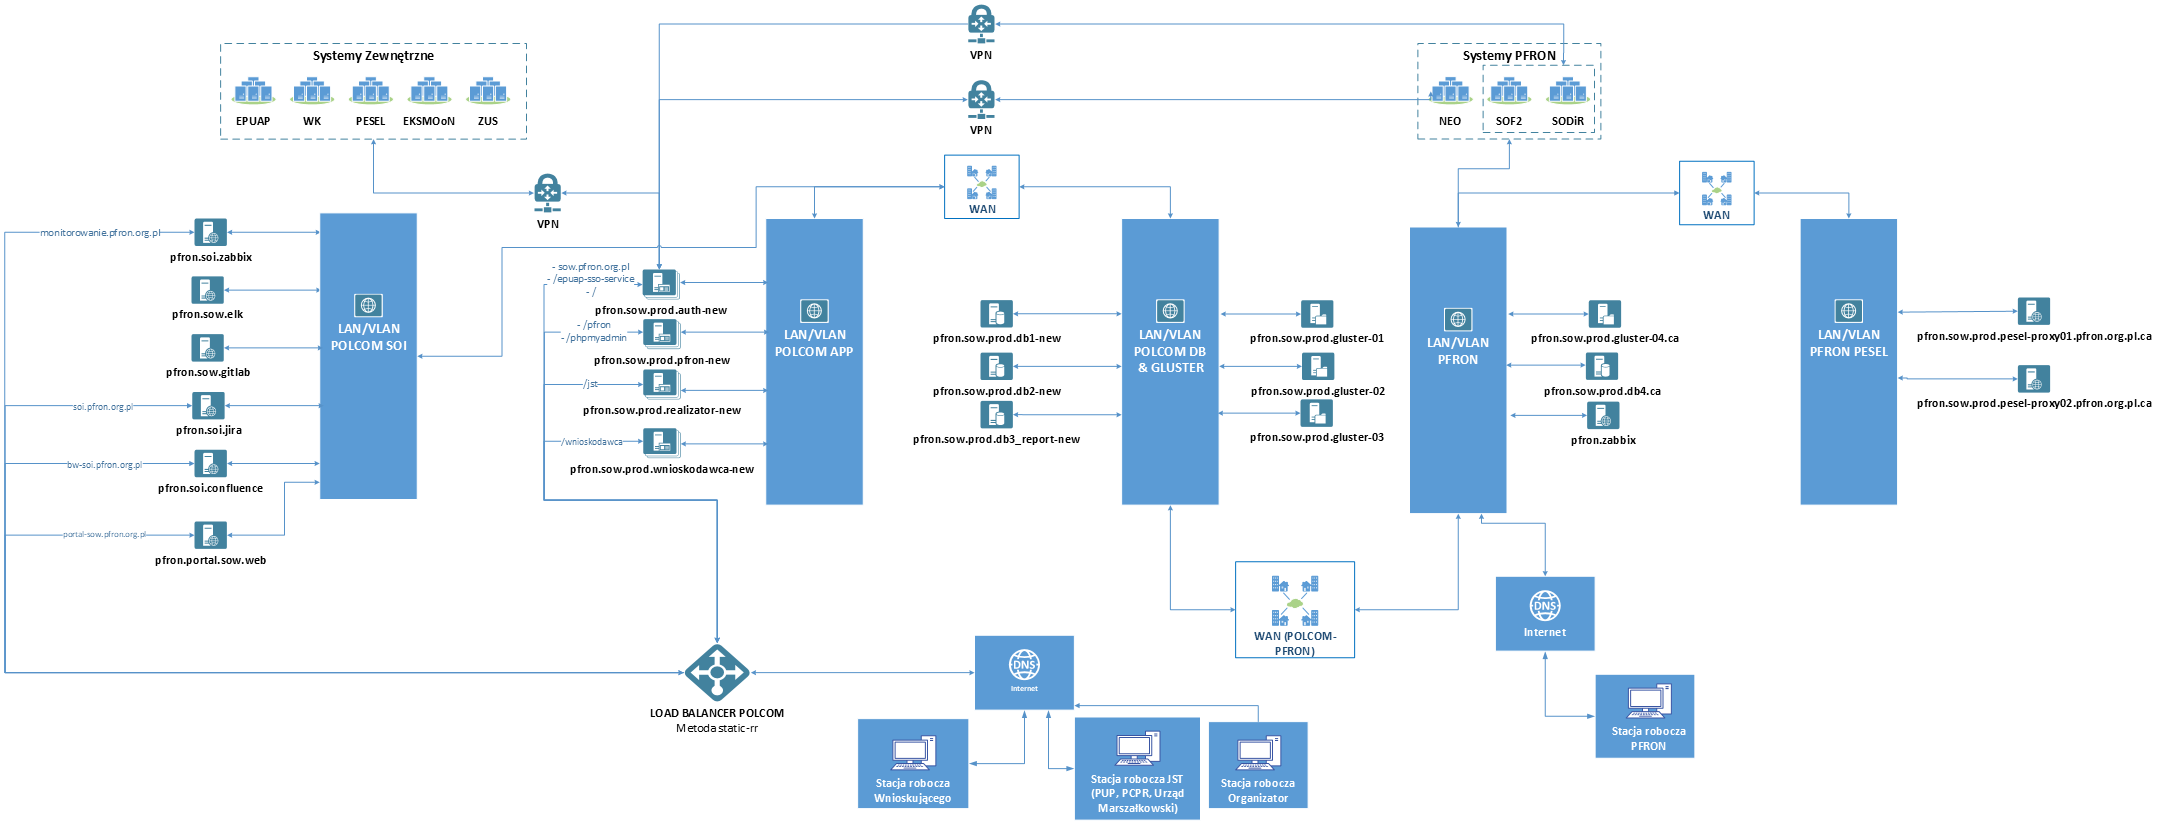 VPN
Systemy Zewnętrzne
EPUAP
WK
PESEL
EKSMOoN
ZUS
VPN
Systemy PFRON
NEO
SOF2
SODiR
VPN
WAN
WAN
monitorowanie.pfron.org.pl
pfron.soi.zabbix
pfron.sow.elk
pfron.sow.gitlab
soi.pfron.org.pl
pfron.soi.jira
bw-soi.pfron.org.pl
pfron.soi.confluence
portal-sow.pfron.org.pl
pfron.portal.sow.web
LAN/VLAN
POLCOM SOI
- sow.pfron.org.pl
- /epuap-sso-service
- /
pfron.sow.prod.auth-new
- /pfron
- /phpmyadmin
pfron.sow.prod.pfron-new
/jst
pfron.sow.prod.realizator-new
/wnioskodawca
pfron.sow.prod.wnioskodawca-new
LAN/VLAN
POLCOM APP
pfron.sow.prod.db1-new
pfron.sow.prod.db2-new
pfron.sow.prod.db3_report-new
LAN/VLAN
POLCOM DB
& GLUSTER
pfron.sow.prod.gluster-01
pfron.sow.prod.gluster-02
pfron.sow.prod.gluster-03
LAN/VLAN
PFRON
pfron.sow.prod.gluster-04.ca
pfron.sow.prod.db4.ca
pfron.zabbix
LAN/VLAN
PFRON PESEL
pfron.sow.prod.pesel-proxy01.pfron.org.pl.ca
pfron.sow.prod.pesel-proxy02.pfron.org.pl.ca
WAN (POLCOM-
PFRON)
DNS
Internet
Stacja robocza
PFRON
LOAD BALANCER POLCOM
Metoda static-rr
DNS
Internet
Stacja robocza
Wnioskującego
Stacja robocza JST
(PUP, PCPR, Urząd
Marszałkowski)
Stacja robocza
Organizator